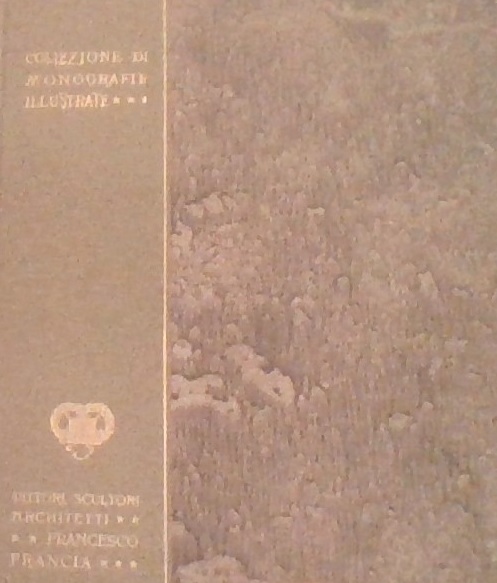 COLLEZIONE DI
MONOGRAFIE
ILLUSTRATE * * *
PITTORI SCULTORI
ARCHITETTI * *
* * FRANCESCO
FRANCIA * * *